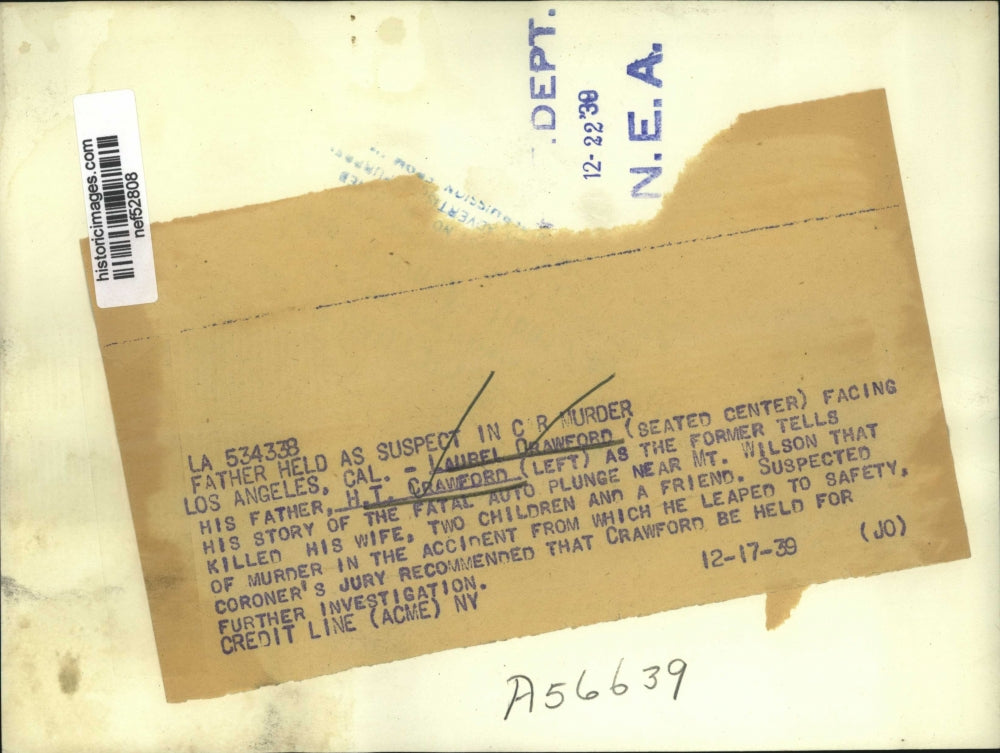 historicimages.com
nef52808
. DEPT.
12-22 39
N.E.A.
LA 534338
FATHER HELD AS SUSPECT IN C R MURDER
LOS ANGELES, CAL. - LAUREL CRAWFORD (SEATED CENTER) FACING
HIS FATHER, H.T. CRAWFORD (LEFT) AS THE FORMER TELLS
HIS STORY OF THE FATAL AUTO PLUNGE NEAR MT. WILSON THAT
KILLED HIS WIFE, TWO CHILDREN AND A FRIEND. SUSPECTED
OF MURDER IN THE ACCIDENT FROM WHICH HE LEAPED TO SAFETY,
CORONER'S JURY RECOMMENDED THAT CRAWFORD BE HELD FOR
FURTHER INVESTIGATION.
CREDIT LINE (ACME) NY 12-17-39 (JO)
A56639